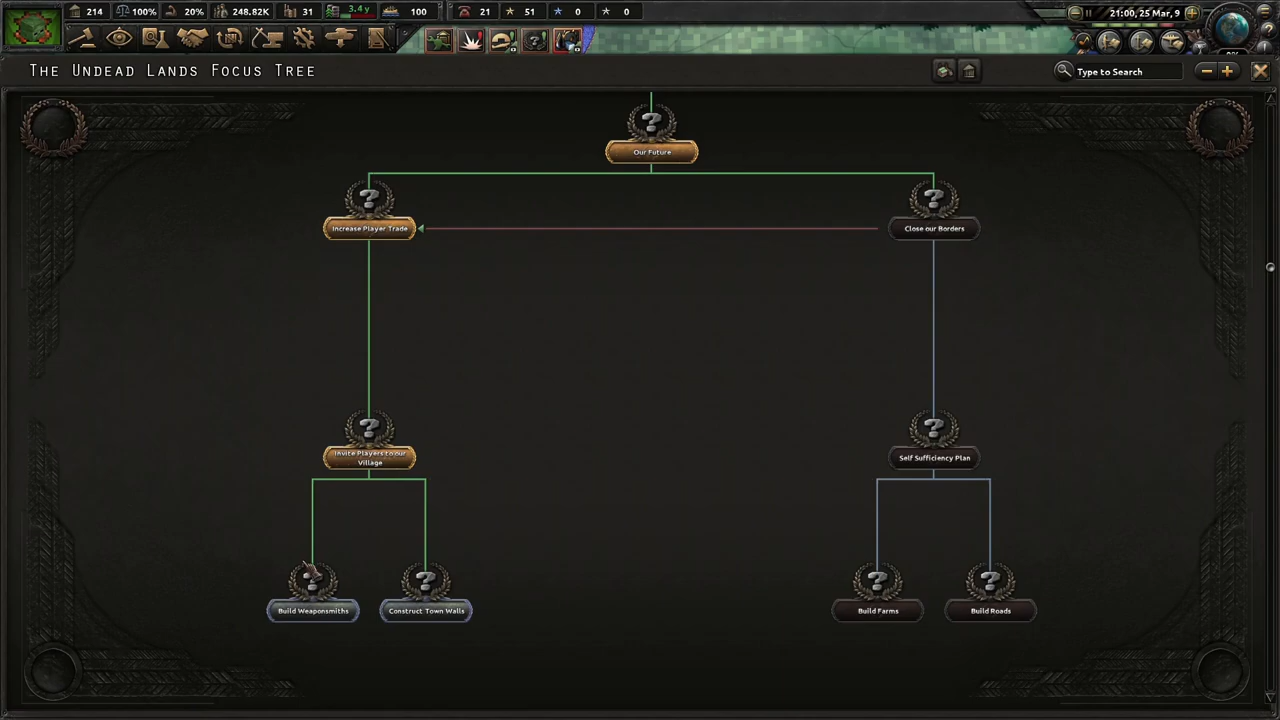 214 100% 20% 248.82K 31 3.4 y 100 21 51 0 0 21:00, 25 Mar, 9
The Undead Lands Focus Tree
Type to Search
Our Future
Increase Player Trade
Close our Borders
Invite Players to our
Village
Self Sufficiency Plan
Build Weaponsmiths
Construct Town Walls
Build Farms
Build Roads